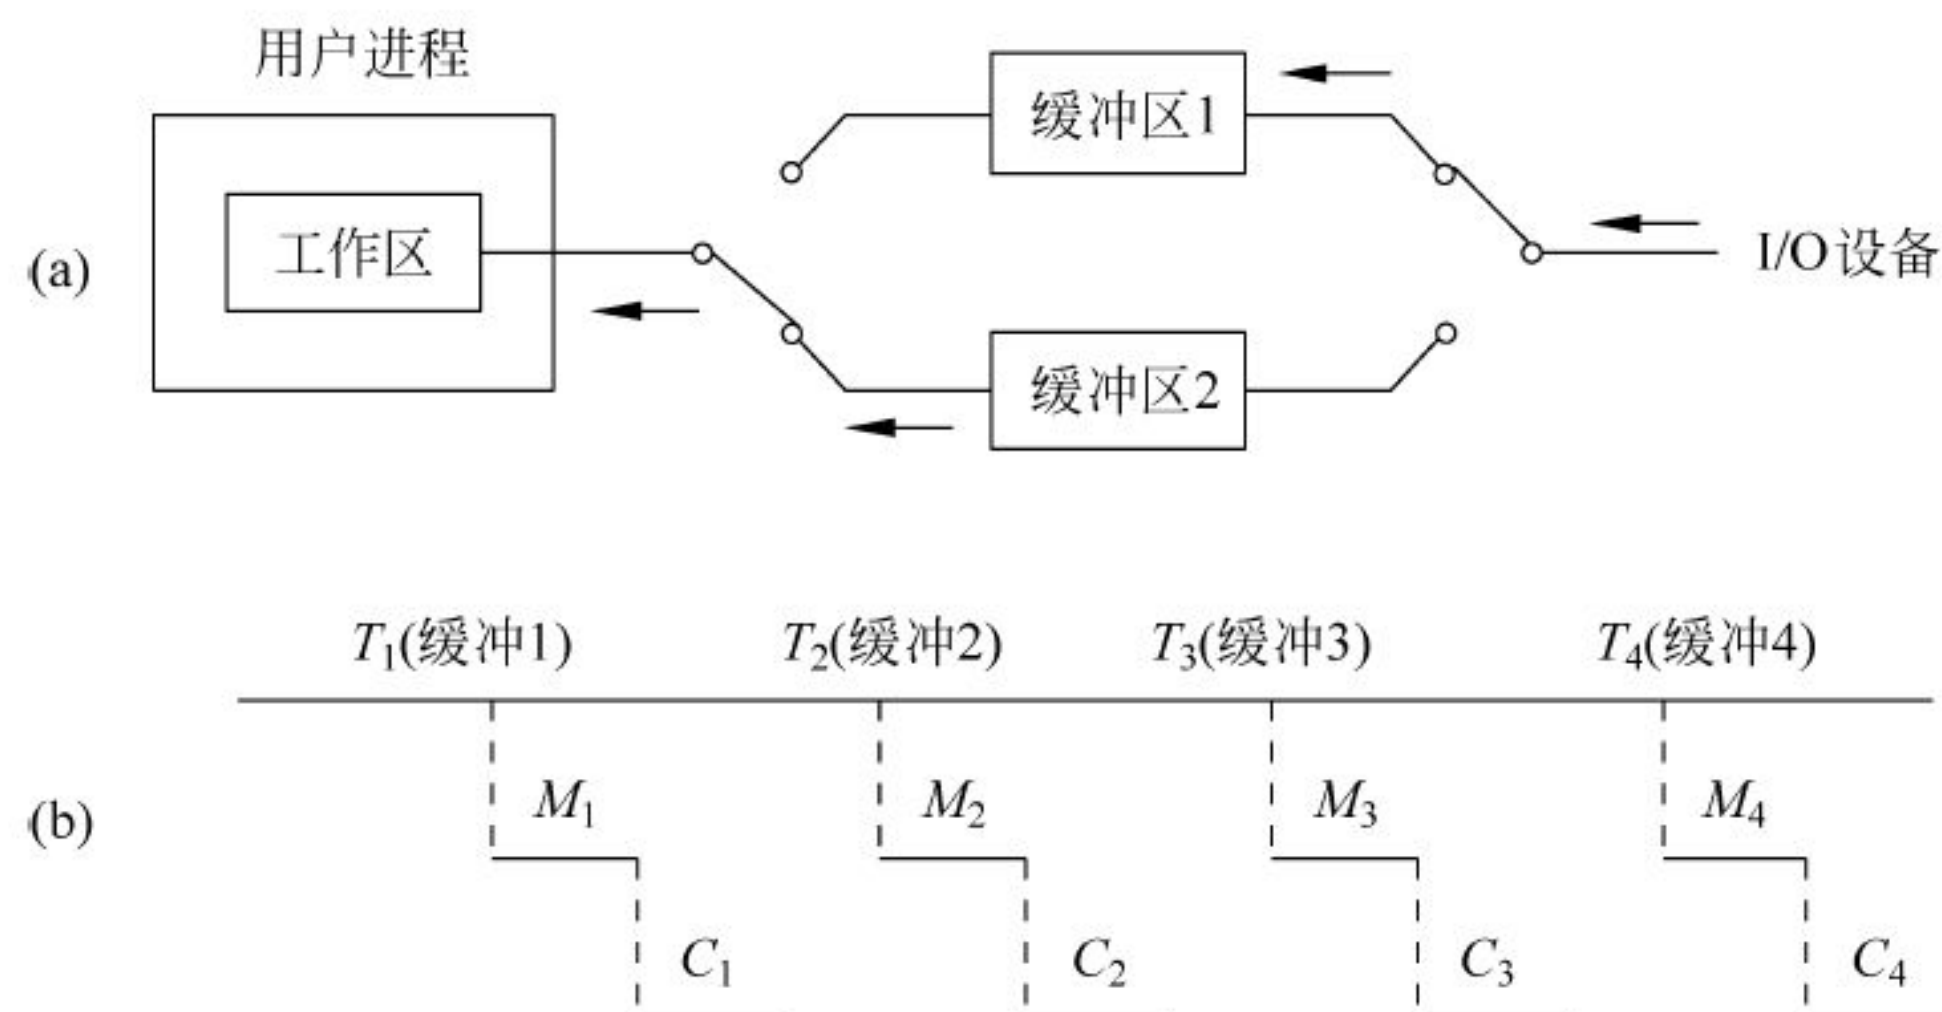 用户进程
缓冲区1
工作区
(a)
I/O设备
缓冲区2
T₁(缓冲1) T₂(缓冲2) T₃(缓冲3) T₄(缓冲4)
(b)
M₁ M₂ M₃ M₄
C₁ C₂ C₃ C₄